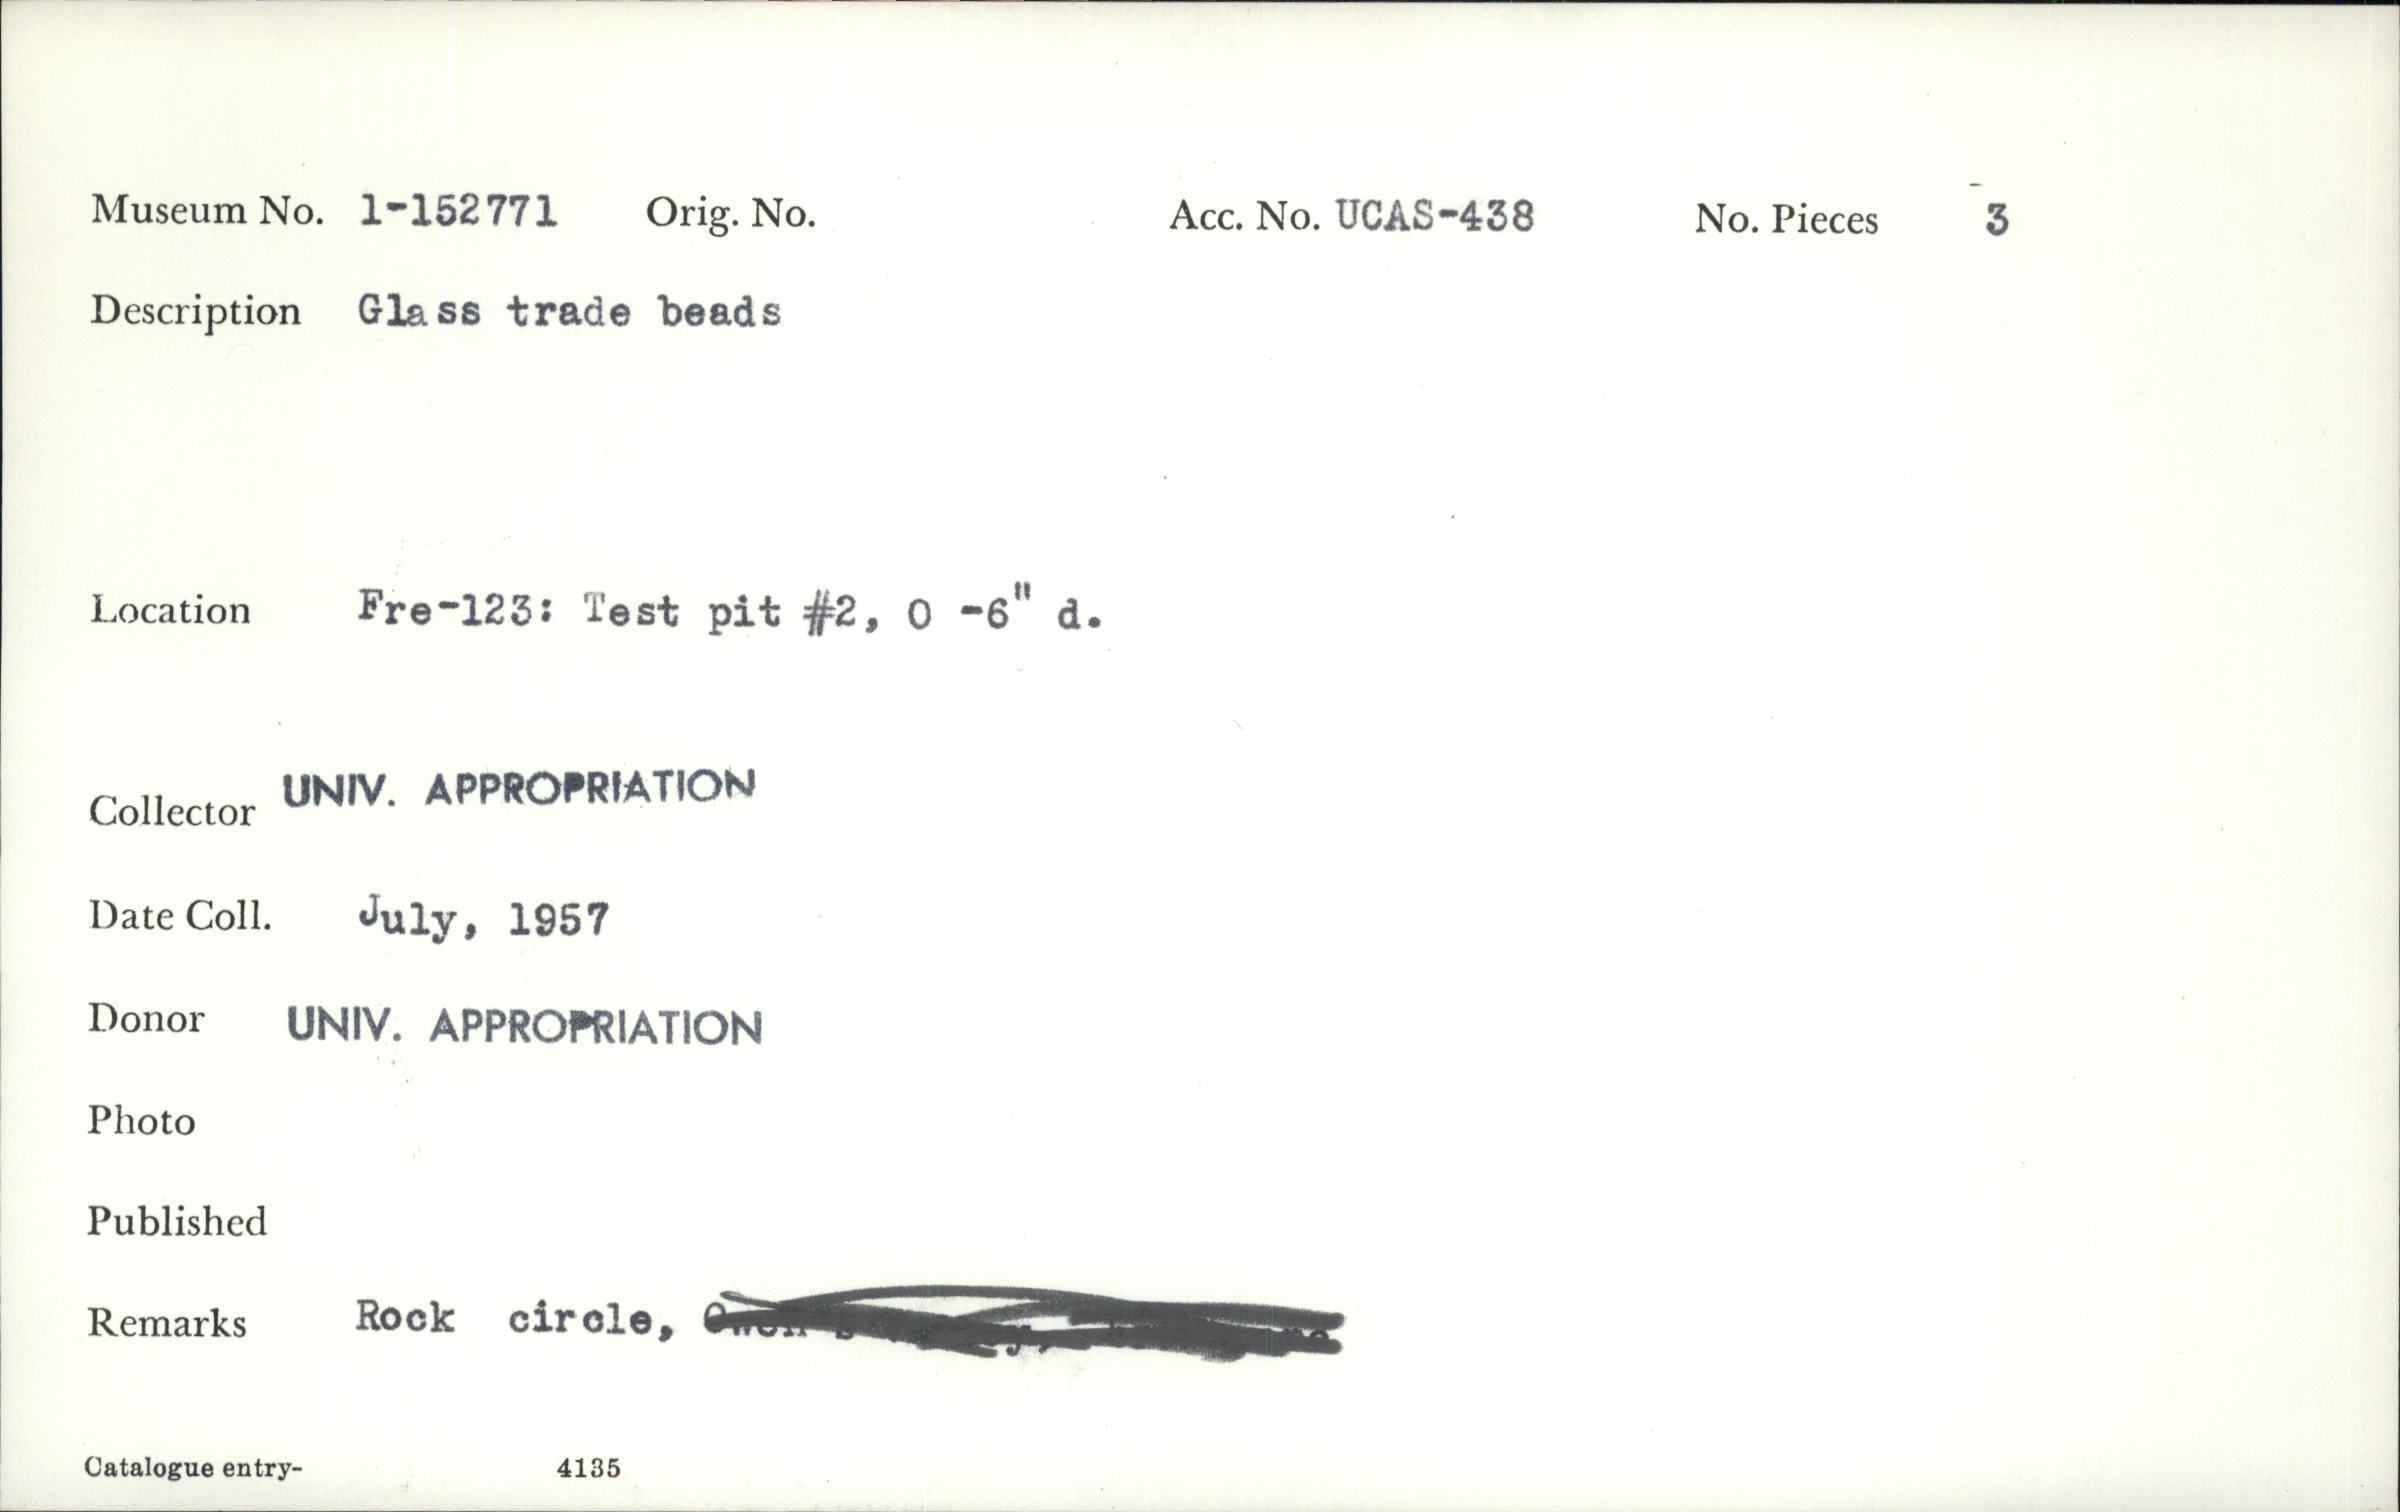 Museum No. 1-152771 Orig. No. Acc. No. UCAS-438 No. Pieces 3
Description Glass trade beads
Location Fre-123: Test pit #2, 0 -6" d.
Collector UNIV. APPROPRIATION
Date Coll. July, 1957
Donor UNIV. APPROPRIATION
Photo
Published
Remarks Rock circle,
Catalogue entry- 4135